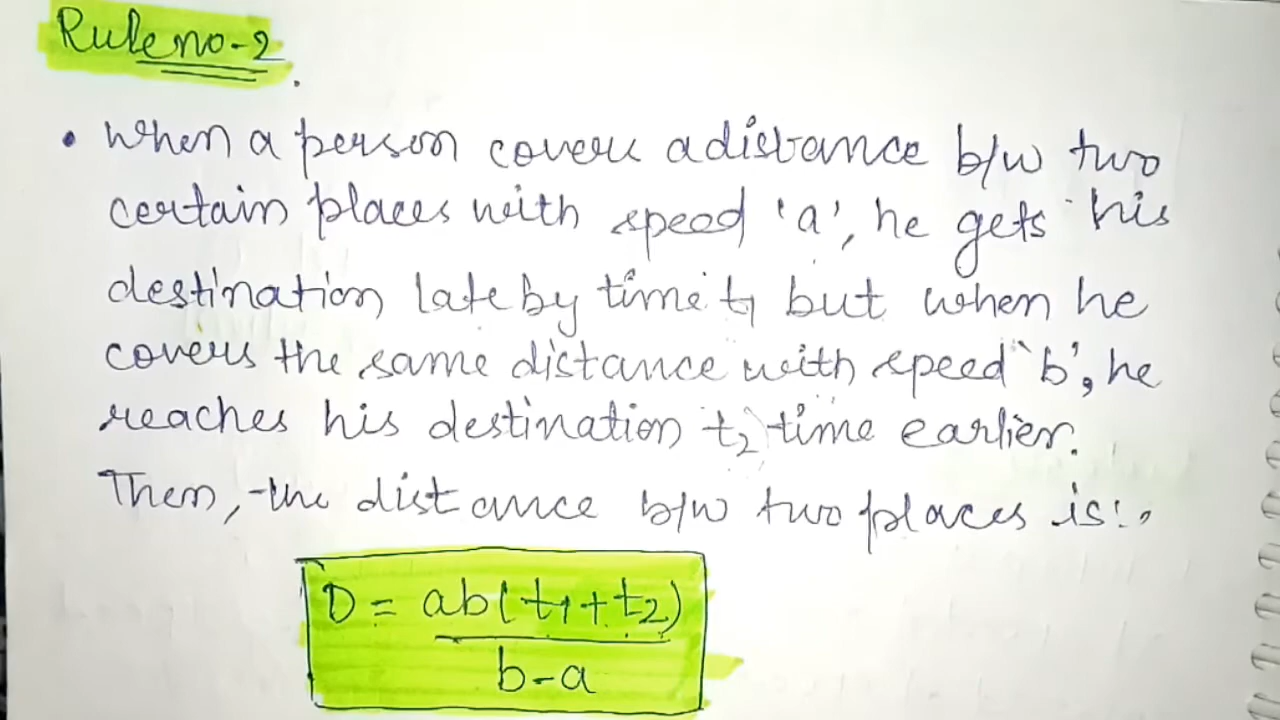 Rule no-2.
• When a person covers a distance b/w two
certain places with speed 'a', he gets his
destination late by time t₁ but when he
covers the same distance with speed 'b', he
reaches his destination t₂ time earlier.
Then, the distance b/w two places is:.
D = ab(t₁+t₂)
b-a